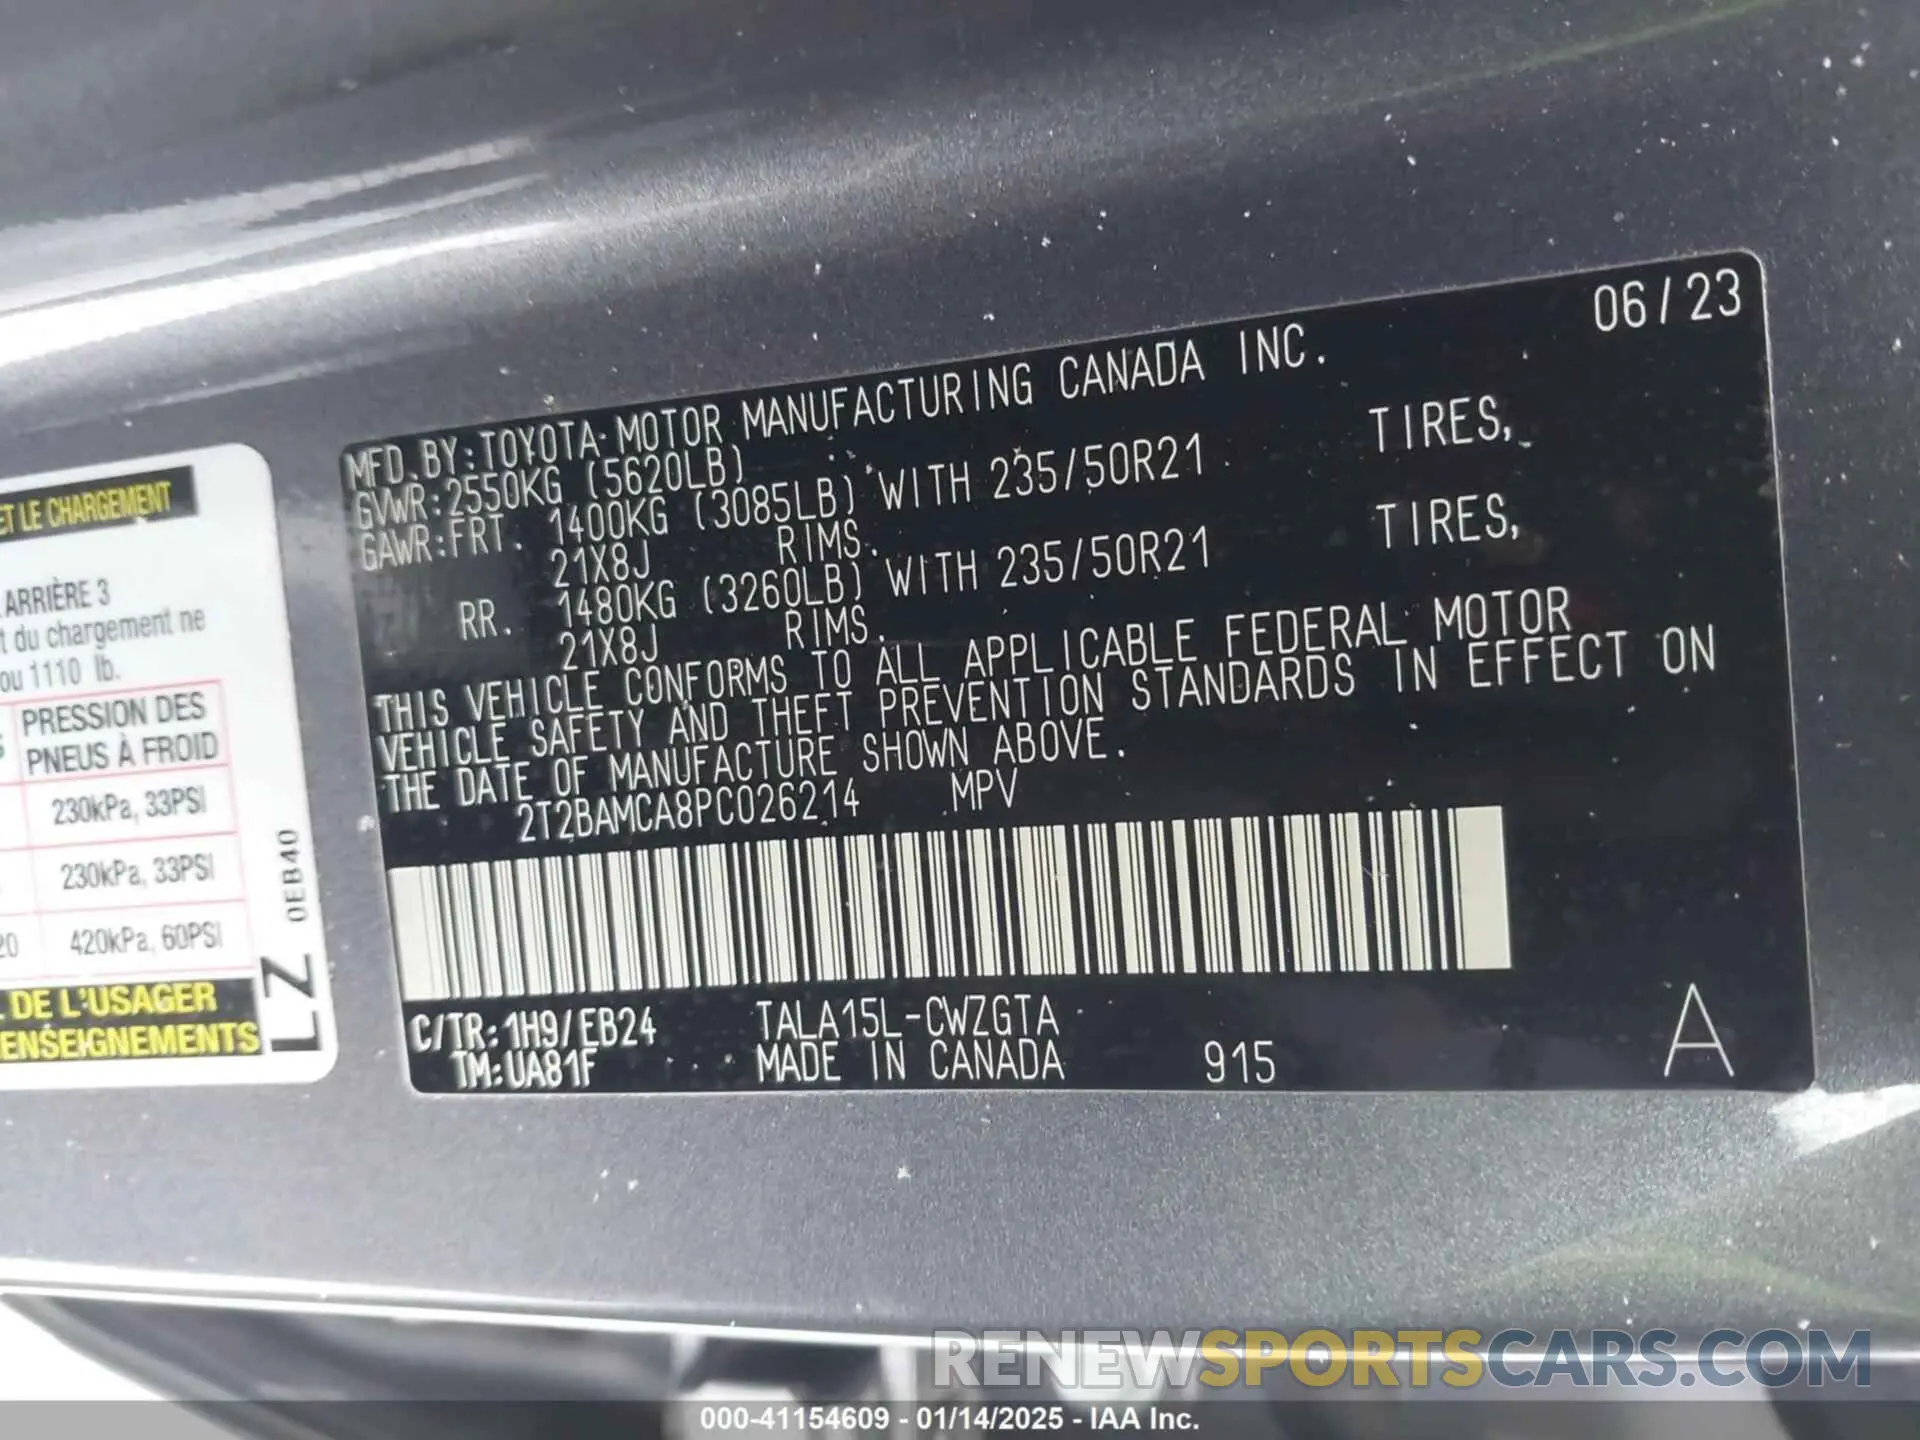 ET LE CHARGEMENT
ARRIÈRE 3
t du chargement ne
ou 1110 lb.
PRESSION DES
PNEUS À FROID
230kPa, 33PSI
230kPa, 33PSI
20 420kPa, 60PSI
DE L'USAGER
ENSEIGNEMENTS
0EB40
LZ
06/23
MFD. BY: TOYOTA MOTOR MANUFACTURING CANADA INC.
GVWR: 2550KG (5620LB)
GAWR: FRT. 1400KG (3085LB) WITH 235/50R21 TIRES,
21X8J RIMS.
RR. 1480KG (3260LB) WITH 235/50R21 TIRES,
21X8J RIMS.
THIS VEHICLE CONFORMS TO ALL APPLICABLE FEDERAL MOTOR
VEHICLE SAFETY AND THEFT PREVENTION STANDARDS IN EFFECT ON
THE DATE OF MANUFACTURE SHOWN ABOVE.
2T2BAMCA8PC026214 MPV
C/TR: 1H9/EB24 TALA15L-CWZGTA
TM: UA81F MADE IN CANADA 915 A
RENEWSPORTSCARS.COM
000-41154609 - 01/14/2025 - IAA Inc.